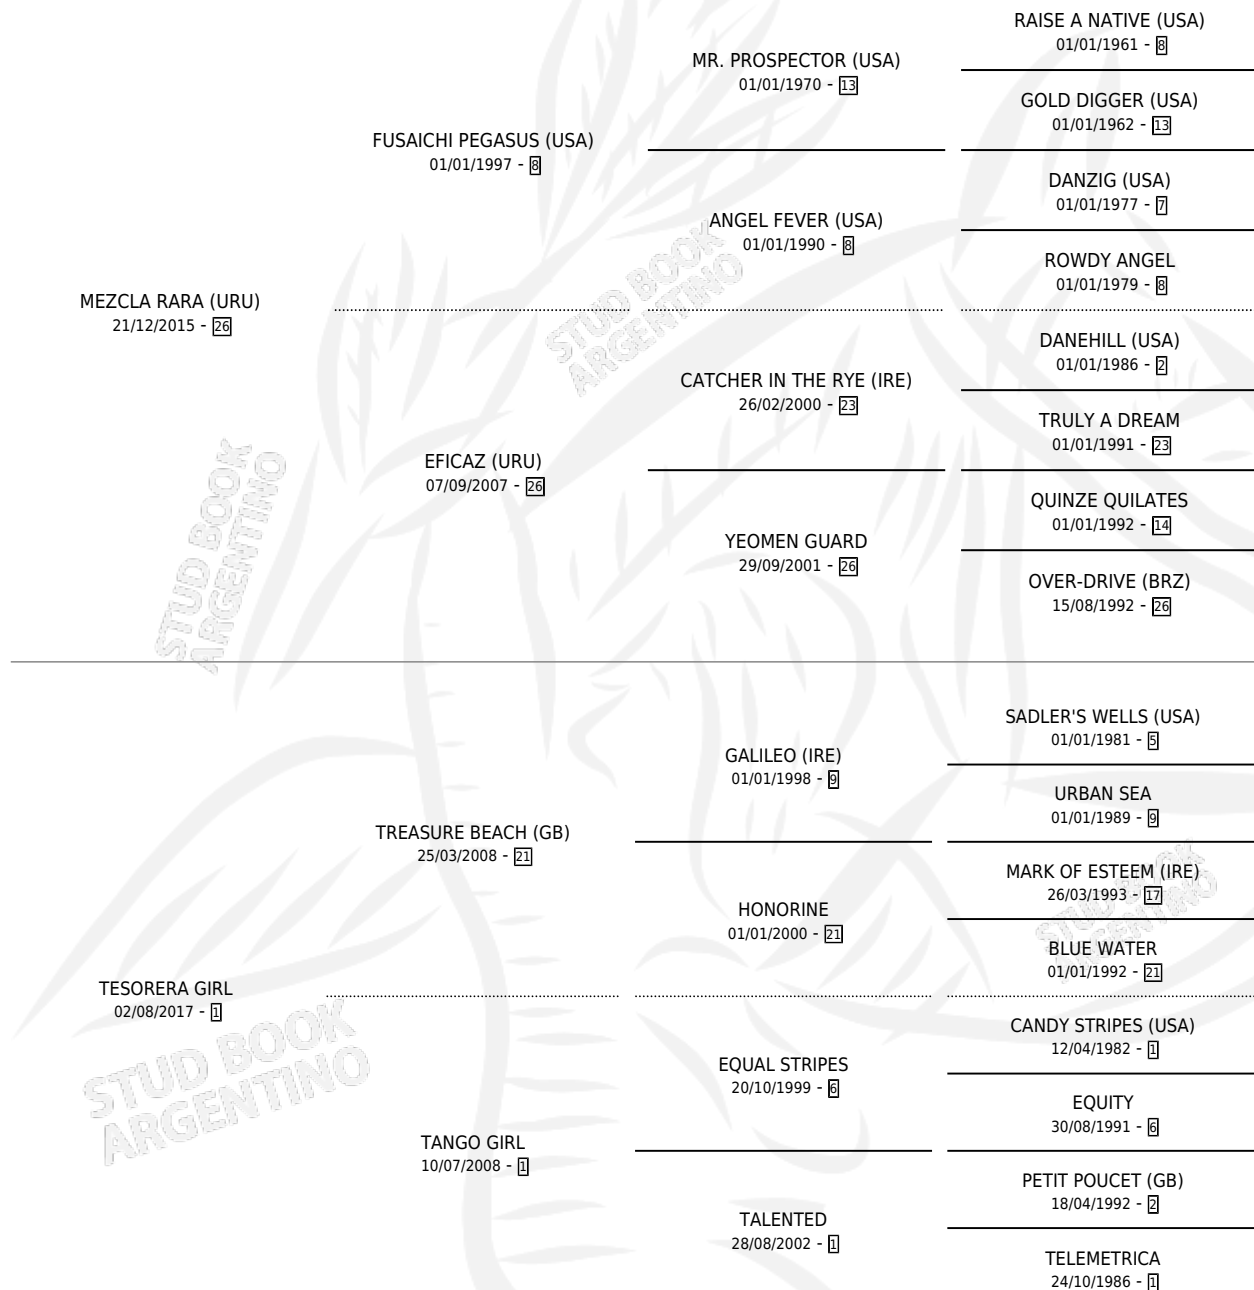 RAISE A NATIVE (USA)
01/01/1961 - 8
MR. PROSPECTOR (USA)
01/01/1970 - 13
GOLD DIGGER (USA)
01/01/1962 - 13
FUSAICHI PEGASUS (USA)
01/01/1997 - 8
DANZIG (USA)
01/01/1977 - 7
ANGEL FEVER (USA)
01/01/1990 - 8
ROWDY ANGEL
01/01/1979 - 8
MEZCLA RARA (URU)
21/12/2015 - 26
STUD BOOK
ARGENTINO
DANEHILL (USA)
01/01/1986 - 2
CATCHER IN THE RYE (IRE)
26/02/2000 - 23
TRULY A DREAM
01/01/1991 - 23
EFICAZ (URU)
07/09/2007 - 26
STUD BOOK
ARGENTINO
QUINZE QUILATES
01/01/1992 - 14
YEOMEN GUARD
29/09/2001 - 26
OVER-DRIVE (BRZ)
15/08/1992 - 26
SADLER'S WELLS (USA)
01/01/1981 - 5
GALILEO (IRE)
01/01/1998 - 9
URBAN SEA
01/01/1989 - 9
TREASURE BEACH (GB)
25/03/2008 - 21
MARK OF ESTEEM (IRE)
26/03/1993 - 17
STUD BOOK
ARGENTINO
HONORINE
01/01/2000 - 21
BLUE WATER
01/01/1992 - 21
TESORERA GIRL
02/08/2017 - 1
STUD BOOK
ARGENTINO
CANDY STRIPES (USA)
12/04/1982 - 1
EQUAL STRIPES
20/10/1999 - 6
EQUITY
30/08/1991 - 6
TANGO GIRL
10/07/2008 - 1
PETIT POUCET (GB)
18/04/1992 - 2
TALENTED
28/08/2002 - 1
TELEMETRICA
24/10/1986 - 1